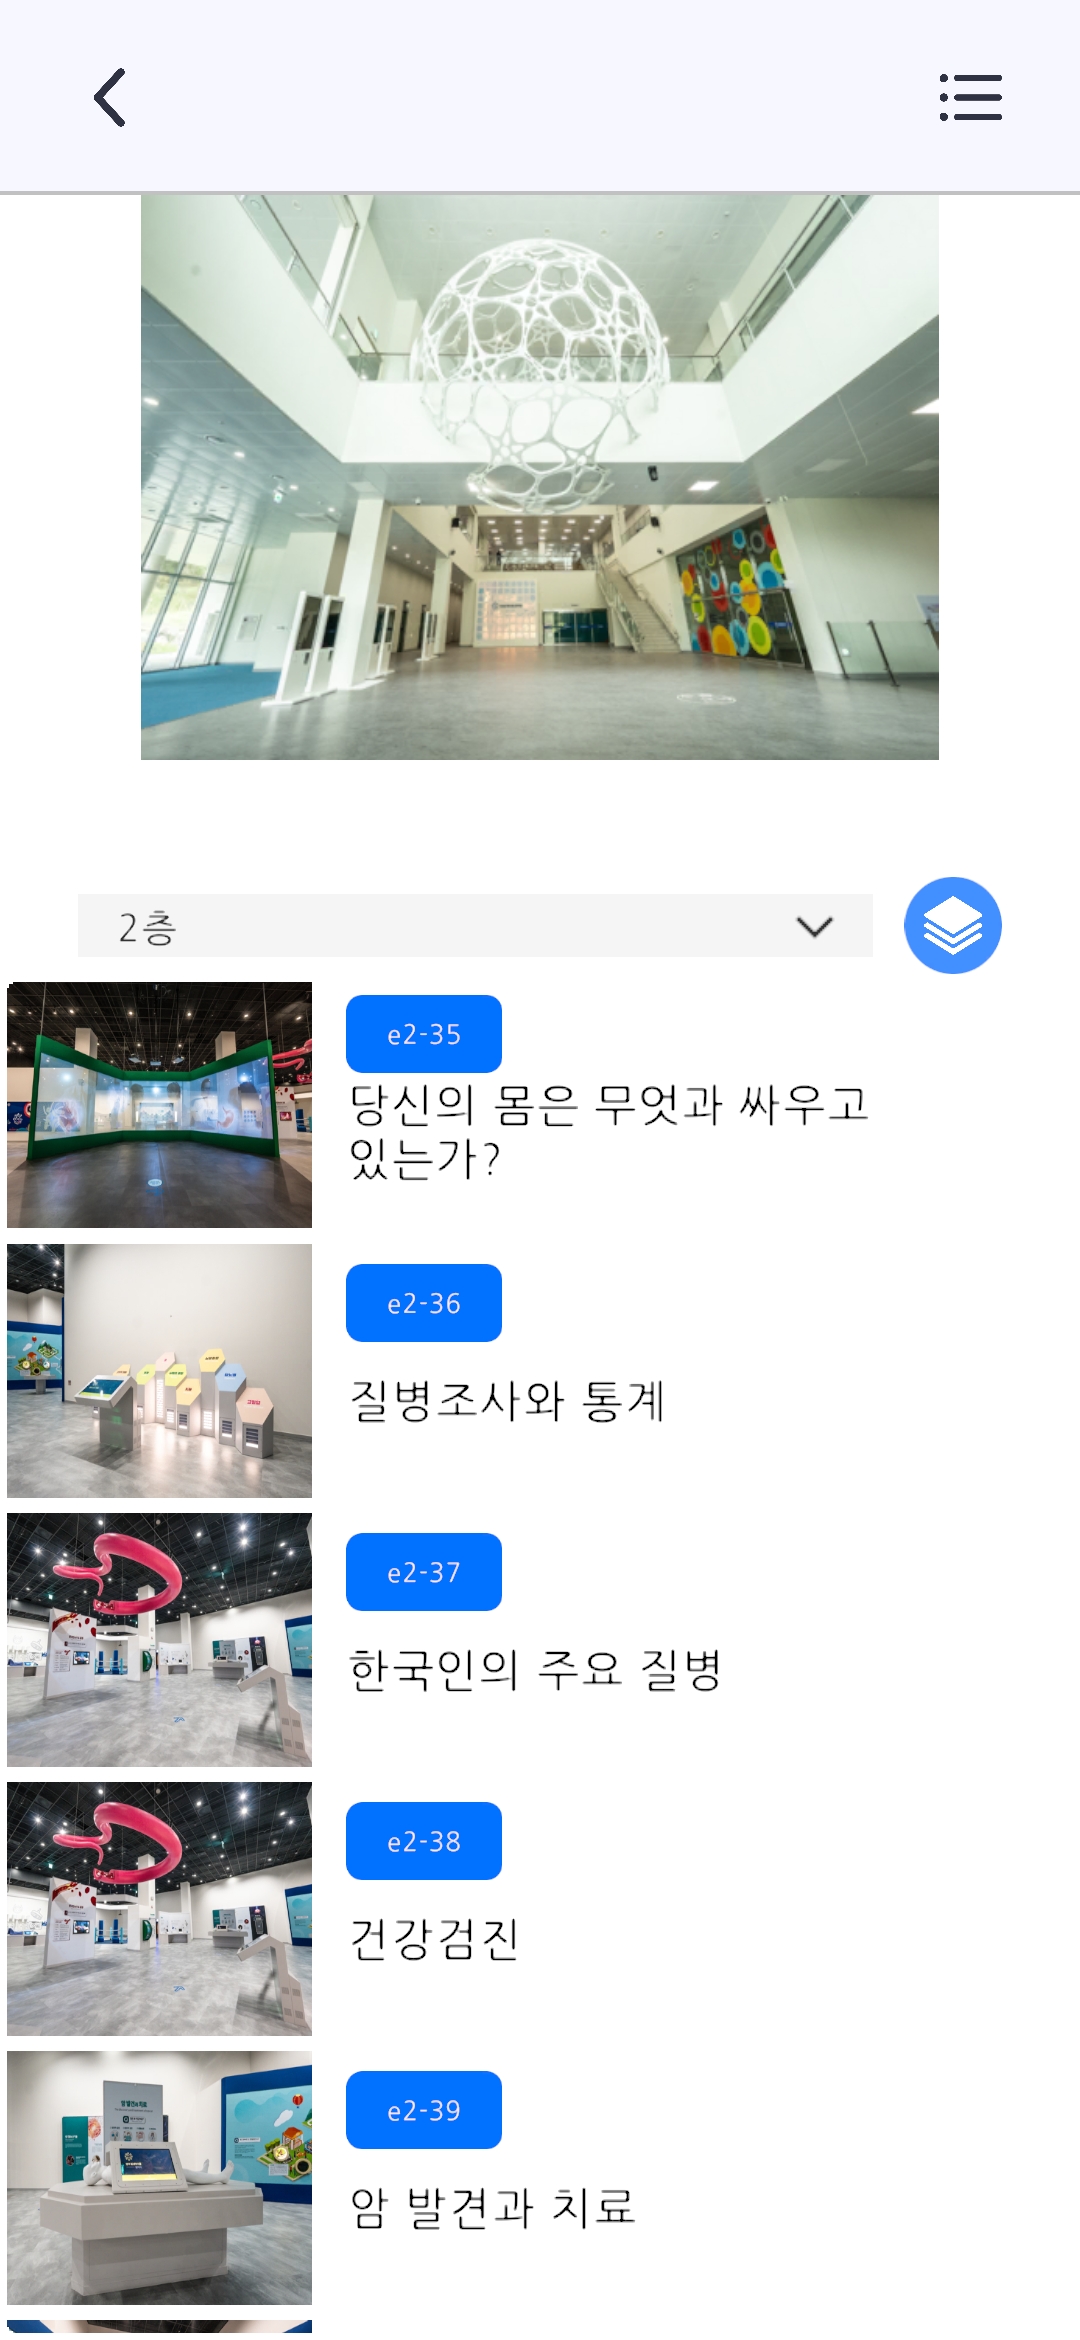 2층
e2-35
당신의 몸은 무엇과 싸우고
있는가?
e2-36
질병조사와 통계
e2-37
한국인의 주요 질병
e2-38
건강검진
e2-39
암 발견과 치료